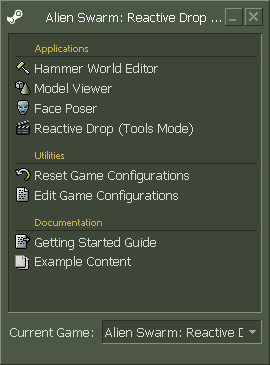 Alien Swarm: Reactive Drop ...
Applications
Hammer World Editor
Model Viewer
Face Poser
Reactive Drop (Tools Mode)
Utilities
Reset Game Configurations
Edit Game Configurations
Documentation
Getting Started Guide
Example Content
Current Game: Alien Swarm: Reactive